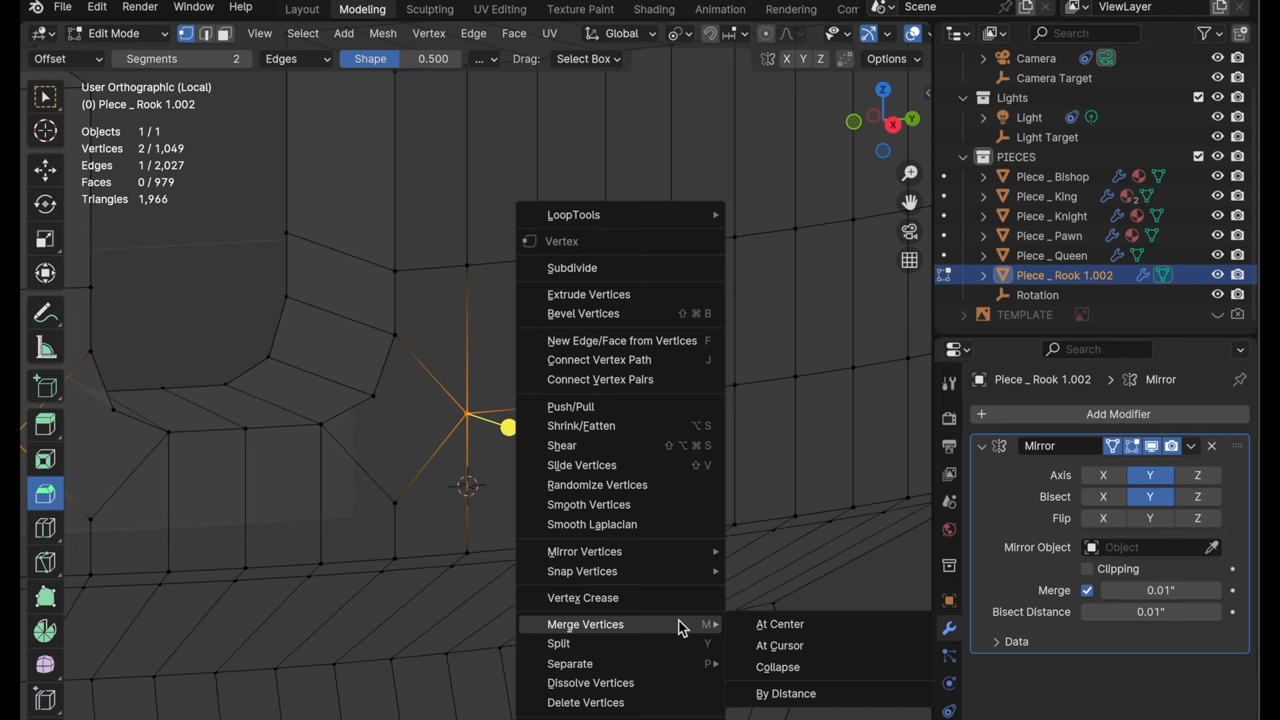 File Edit Render Window Help Layout Modeling Sculpting UV Editing Texture Paint Shading Animation Rendering Scene ViewLayer
Edit Mode View Select Add Mesh Vertex Edge Face UV Global
Offset Segments 2 Edges Shape 0.500 ... Drag: Select Box X Y Z Options
User Orthographic (Local)
(0) Piece _ Rook 1.002
Objects 1 / 1
Vertices 2 / 1,049
Edges 1 / 2,027
Faces 0 / 979
Triangles 1,966
Z
Y
X
LoopTools
Vertex
Subdivide
Extrude Vertices
Bevel Vertices ⇧ ⌘ B
New Edge/Face from Vertices F
Connect Vertex Path J
Connect Vertex Pairs
Push/Pull
Shrink/Fatten ⌥ S
Shear ⇧ ⌥ ⌘ S
Slide Vertices ⇧ V
Randomize Vertices
Smooth Vertices
Smooth Laplacian
Mirror Vertices
Snap Vertices
Vertex Crease
Merge Vertices M
Split Y
Separate P
Dissolve Vertices
Delete Vertices
At Center
At Cursor
Collapse
By Distance
Search
Camera
Camera Target
Lights
Light
Light Target
PIECES
Piece _ BIshop
Piece _ King 2
Piece _ Knight
Piece _ Pawn
Piece _ Queen
Piece _ Rook 1.002
Rotation
TEMPLATE
Search
Piece _ Rook 1.002 Mirror
Add Modifier
Mirror
Axis X Y Z
Bisect X Y Z
Flip X Y Z
Mirror Object Object
Clipping
Merge 0.01"
Bisect Distance 0.01"
Data